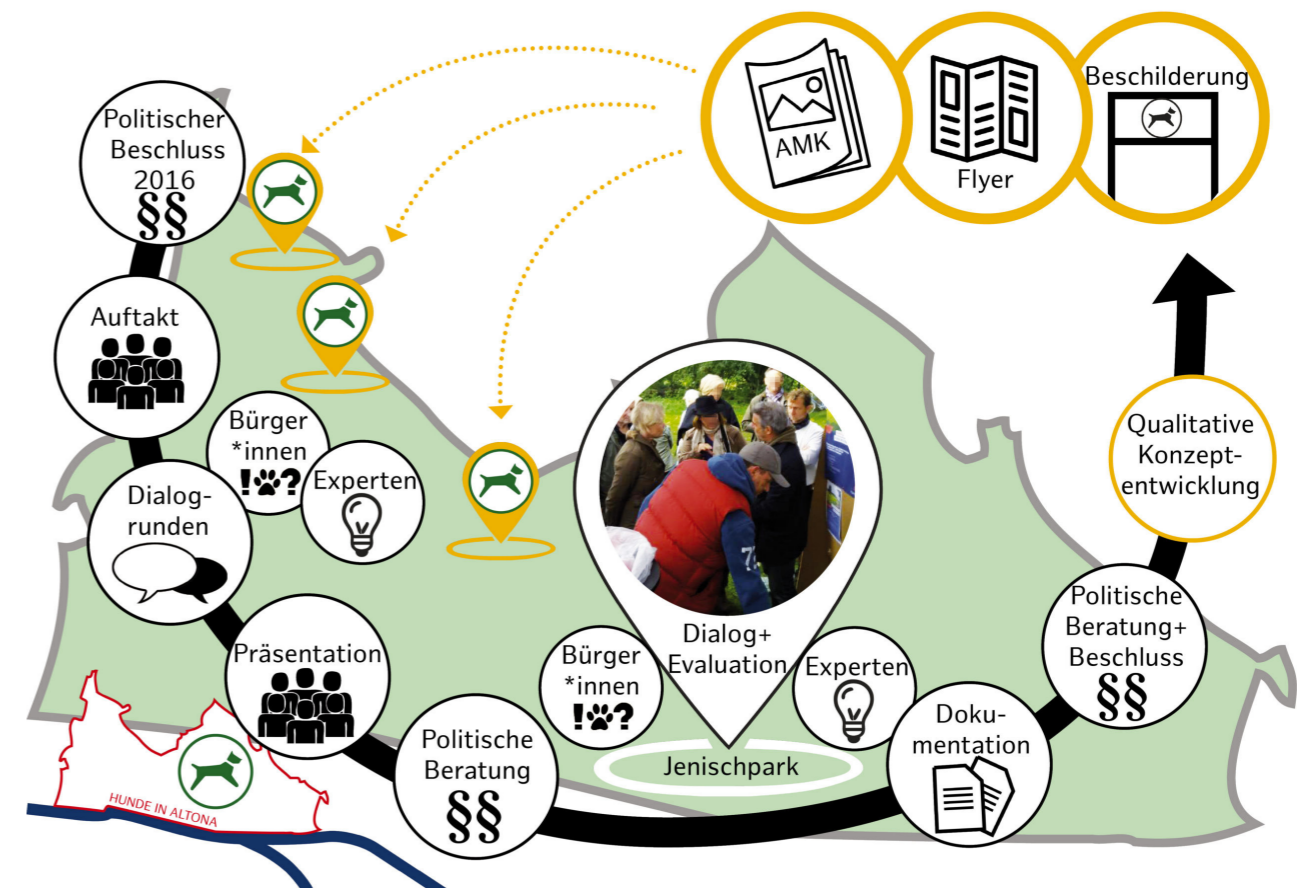 Politischer
Beschluss
2016
§§
Auftakt
Bürger
*innen
!?
Experten
Dialog-
runden
Präsentation
HUNDE IN ALTONA
Politische
Beratung
§§
Bürger
*innen
!?
Dialog+
Evaluation
Experten
Jenischpark
Doku-
mentation
Politische
Beratung+
Beschluss
§§
Qualitative
Konzept-
entwicklung
AMK
Flyer
Beschilderung